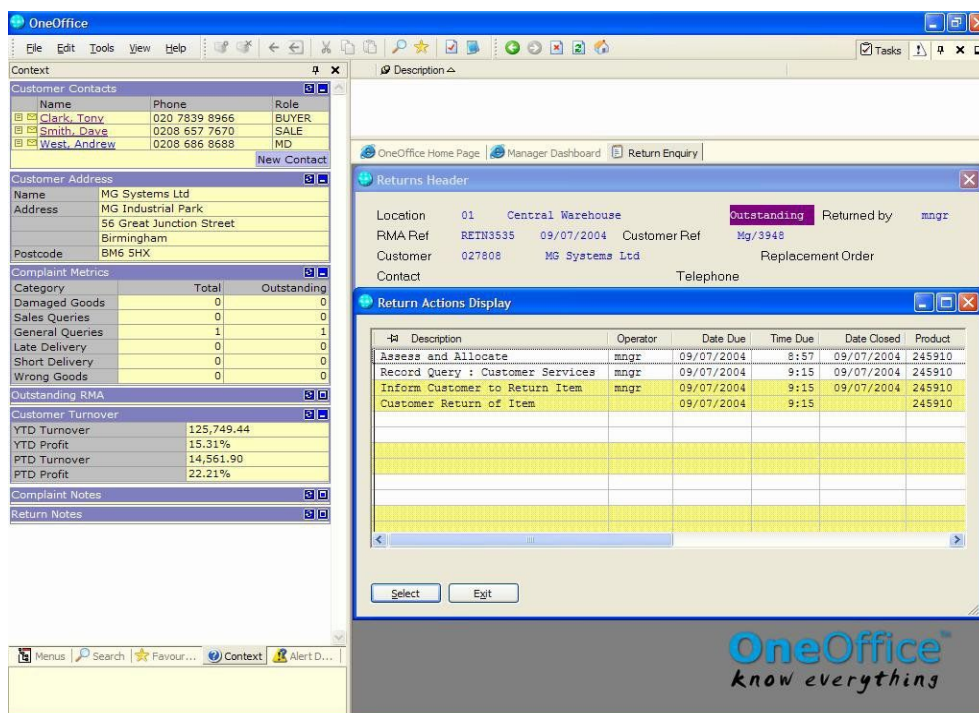 OneOffice
File Edit Tools View Help
Tasks
Context
Description
Customer Contacts
Name Phone Role
Clark, Tony 020 7839 8966 BUYER
Smith, Dave 0208 657 7670 SALE
West, Andrew 0208 686 8688 MD
New Contact
Customer Address
Name MG Systems Ltd
Address MG Industrial Park
56 Great Junction Street
Birmingham
Postcode BM6 5HX
Complaint Metrics
Category Total Outstanding
Damaged Goods 0 0
Sales Queries 0 0
General Queries 1 1
Late Delivery 0 0
Short Delivery 0 0
Wrong Goods 0 0
Outstanding RMA
Customer Turnover
YTD Turnover 125,749.44
YTD Profit 15.31%
PTD Turnover 14,561.90
PTD Profit 22.21%
Complaint Notes
Return Notes
Menus Search Favour... Context Alert D...
OneOffice Home Page Manager Dashboard Return Enquiry
Returns Header
Location 01 Central Warehouse Outstanding Returned by mngr
RMA Ref RETN3535 09/07/2004 Customer Ref Mg/3948
Customer 027808 MG Systems Ltd Replacement Order
Contact Telephone
Return Actions Display
Description Operator Date Due Time Due Date Closed Product
Assess and Allocate mngr 09/07/2004 8:57 09/07/2004 245910
Record Query : Customer Services mngr 09/07/2004 9:15 09/07/2004 245910
Inform Customer to Return Item mngr 09/07/2004 9:15 09/07/2004 245910
Customer Return of Item 09/07/2004 9:15 245910
Select Exit
OneOffice™
know everything